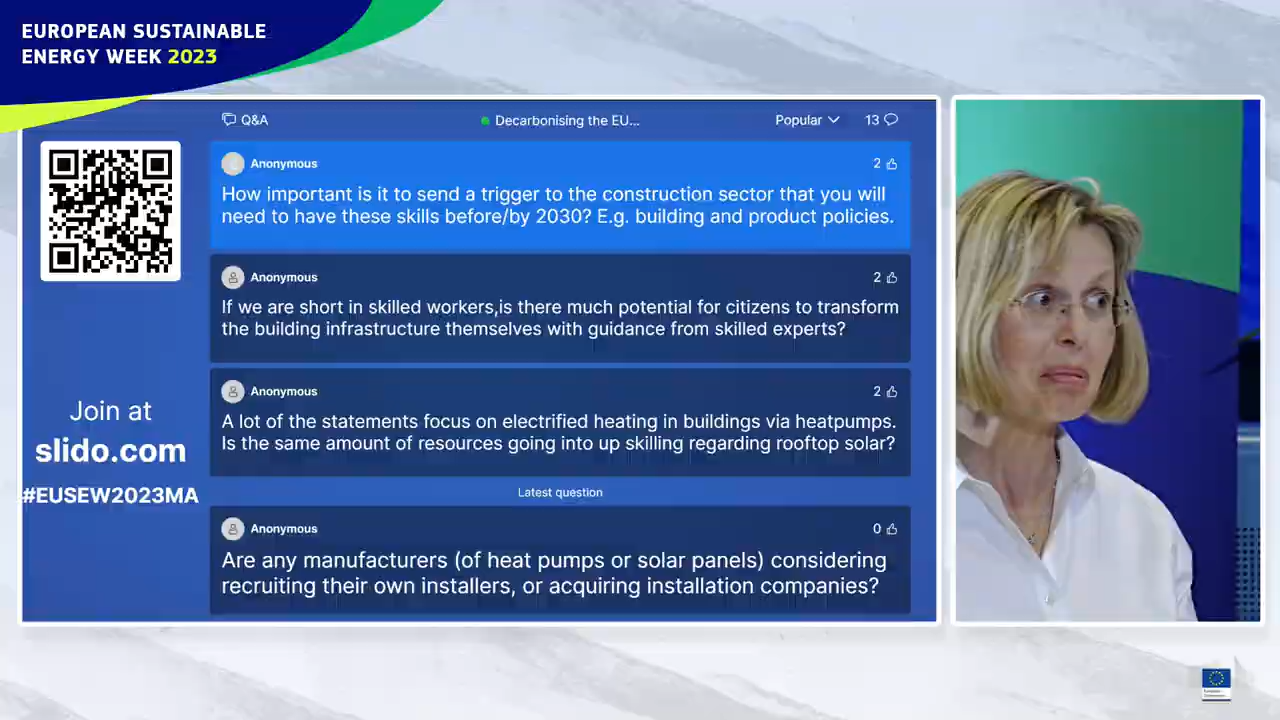 EUROPEAN SUSTAINABLE
ENERGY WEEK 2023
Q&A
Decarbonising the EU...
Popular
13
Anonymous
2
How important is it to send a trigger to the construction sector that you will
need to have these skills before/by 2030? E.g. building and product policies.
Anonymous
2
If we are short in skilled workers,is there much potential for citizens to transform
the building infrastructure themselves with guidance from skilled experts?
Anonymous
2
A lot of the statements focus on electrified heating in buildings via heatpumps.
Is the same amount of resources going into up skilling regarding rooftop solar?
Latest question
Anonymous
0
Are any manufacturers (of heat pumps or solar panels) considering
recruiting their own installers, or acquiring installation companies?
Join at
slido.com
#EUSEW2023MA